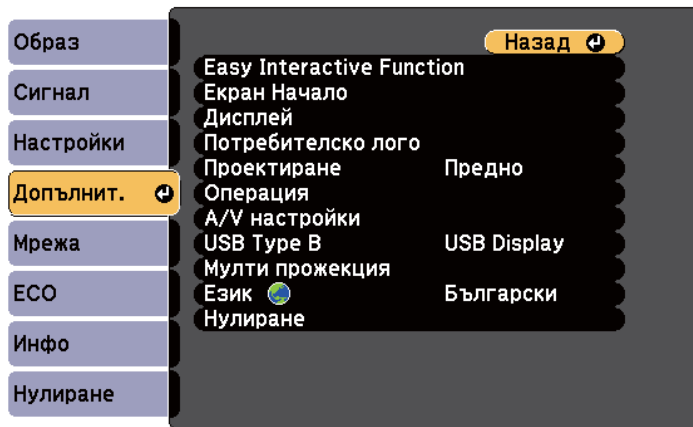 Образ
Сигнал
Настройки
Допълнит.
Мрежа
ECO
Инфо
Нулиране
Назад
Easy Interactive Function
Екран Начало
Дисплей
Потребителско лого
Проектиране Предно
Операция
A/V настройки
USB Type B USB Display
Мулти прожекция
Език Български
Нулиране